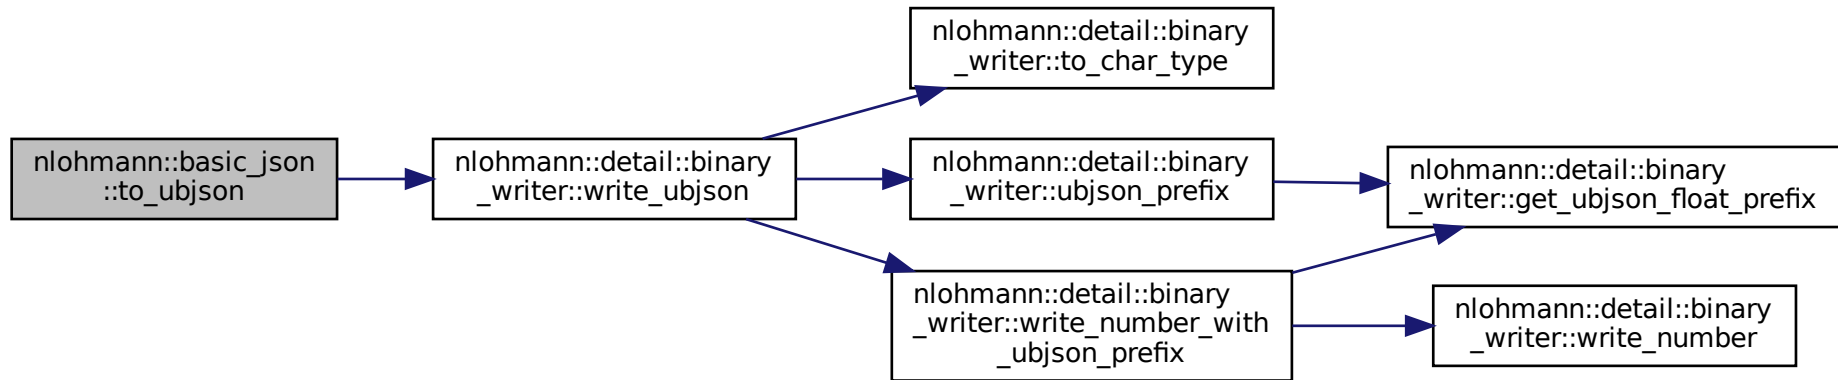 nlohmann::basic_json
::to_ubjson
nlohmann::detail::binary
_writer::write_ubjson
nlohmann::detail::binary
_writer::to_char_type
nlohmann::detail::binary
_writer::ubjson_prefix
nlohmann::detail::binary
_writer::write_number_with
_ubjson_prefix
nlohmann::detail::binary
_writer::get_ubjson_float_prefix
nlohmann::detail::binary
_writer::write_number